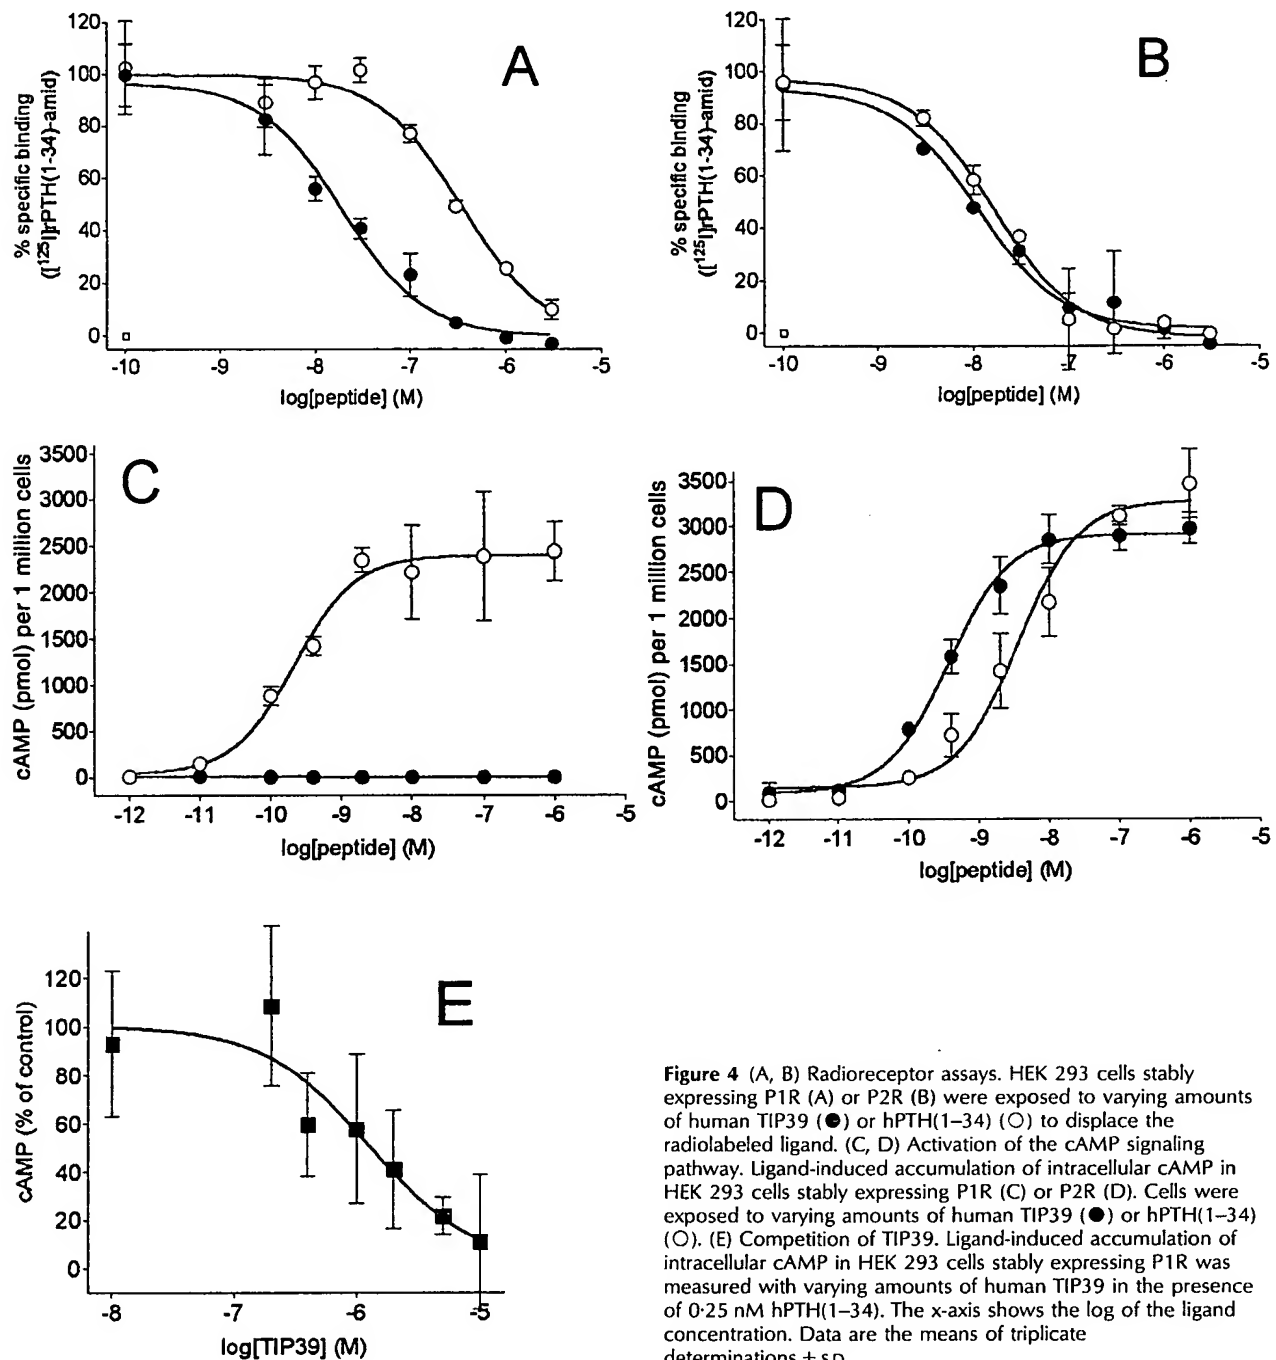 A
120
100
80
60
40
20
0
% specific binding
([125I]rPTH(1-34)-amid)
-10 -9 -8 -7 -6 -5
log[peptide] (M)
B
120
100
80
60
40
20
0
% specific binding
([125I]rPTH(1-34)-amid)
-10 -9 -8 -7 -6 -5
log[peptide] (M)
C
3500
3000
2500
2000
1500
1000
500
0
cAMP (pmol) per 1 million cells
-12 -11 -10 -9 -8 -7 -6 -5
log[peptide] (M)
D
3500
3000
2500
2000
1500
1000
500
0
cAMP (pmol) per 1 million cells
-12 -11 -10 -9 -8 -7 -6 -5
log[peptide] (M)
E
120
100
80
60
40
20
0
cAMP (% of control)
-8 -7 -6 -5
log[TIP39] (M)
Figure 4 (A, B) Radioreceptor assays. HEK 293 cells stably
expressing P1R (A) or P2R (B) were exposed to varying amounts
of human TIP39 (●) or hPTH(1–34) (○) to displace the
radiolabeled ligand. (C, D) Activation of the cAMP signaling
pathway. Ligand-induced accumulation of intracellular cAMP in
HEK 293 cells stably expressing P1R (C) or P2R (D). Cells were
exposed to varying amounts of human TIP39 (●) or hPTH(1–34)
(○). (E) Competition of TIP39. Ligand-induced accumulation of
intracellular cAMP in HEK 293 cells stably expressing P1R was
measured with varying amounts of human TIP39 in the presence
of 0·25 nM hPTH(1–34). The x-axis shows the log of the ligand
concentration. Data are the means of triplicate
determinations ± S.D.